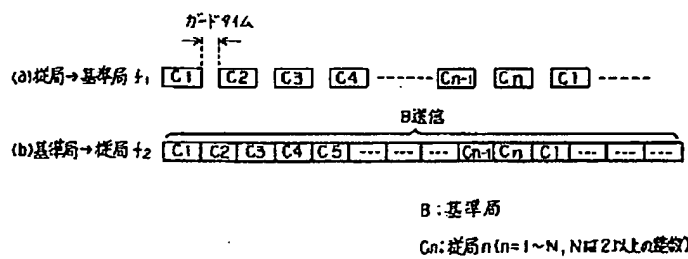 ガードタイム
(a)従局→基準局 f₁ C1 C2 C3 C4 ------ Cn-1 Cn C1 -----
B送信
(b)基準局→従局 f₂ C1 C2 C3 C4 C5 --- --- --- Cn-1 Cn C1 --- --- ---
B:基準局
Cn:従局n(n=1~N, Nは2以上の整数)